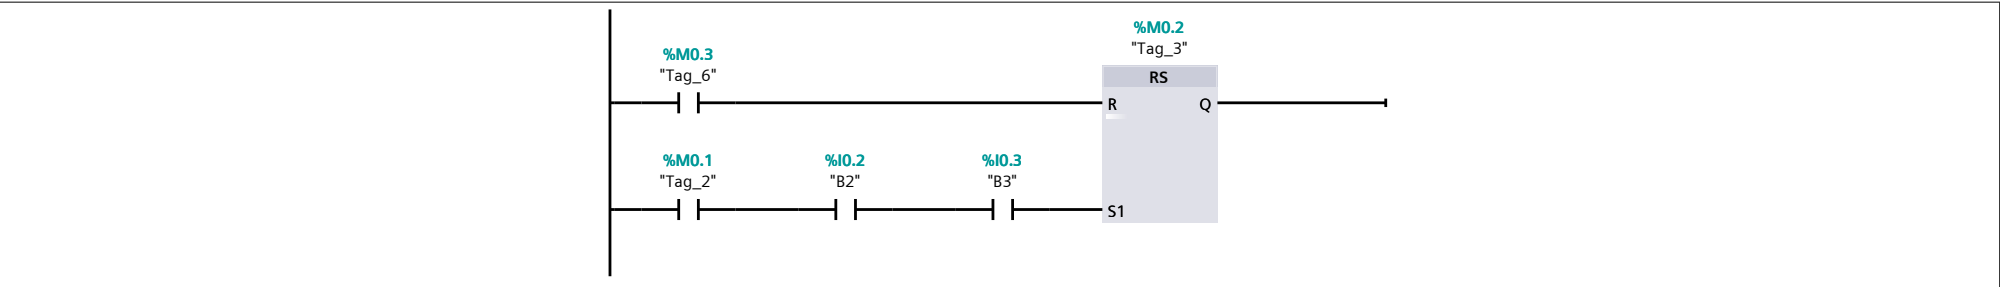 %M0.2
"Tag_3"
%M0.3
"Tag_6"
RS
R Q
%M0.1 %I0.2 %I0.3
"Tag_2" "B2" "B3"
S1